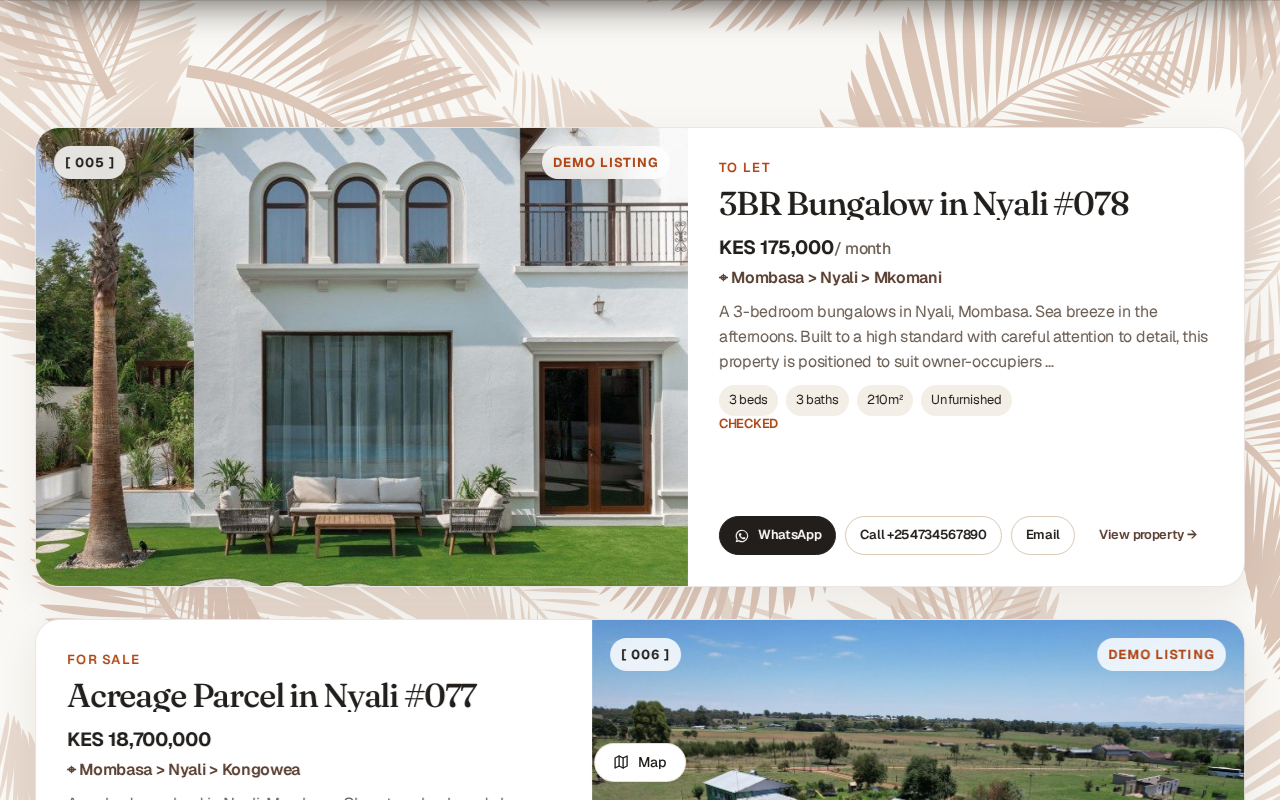 [ 005 ]
DEMO LISTING
TO LET
3BR Bungalow in Nyali #078
KES 175,000/ month
⌖ Mombasa > Nyali > Mkomani
A 3-bedroom bungalows in Nyali, Mombasa. Sea breeze in the
afternoons. Built to a high standard with careful attention to detail, this
property is positioned to suit owner-occupiers ...
3 beds
3 baths
210m²
Unfurnished
CHECKED
WhatsApp
Call +254734567890
Email
View property →
FOR SALE
Acreage Parcel in Nyali #077
KES 18,700,000
⌖ Mombasa > Nyali > Kongowea
[ 006 ]
DEMO LISTING
Map